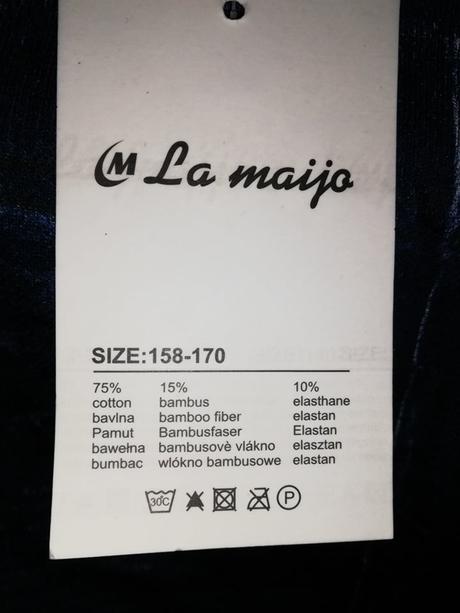 CM La maijo
SIZE:158-170
75% 15% 10%
cotton bambus elasthane
bavlna bamboo fiber elastan
Pamut Bambusfaser Elastan
bawełna bambusovè vlákno elasztan
bumbac wlókno bambusowe elastan
30°C P